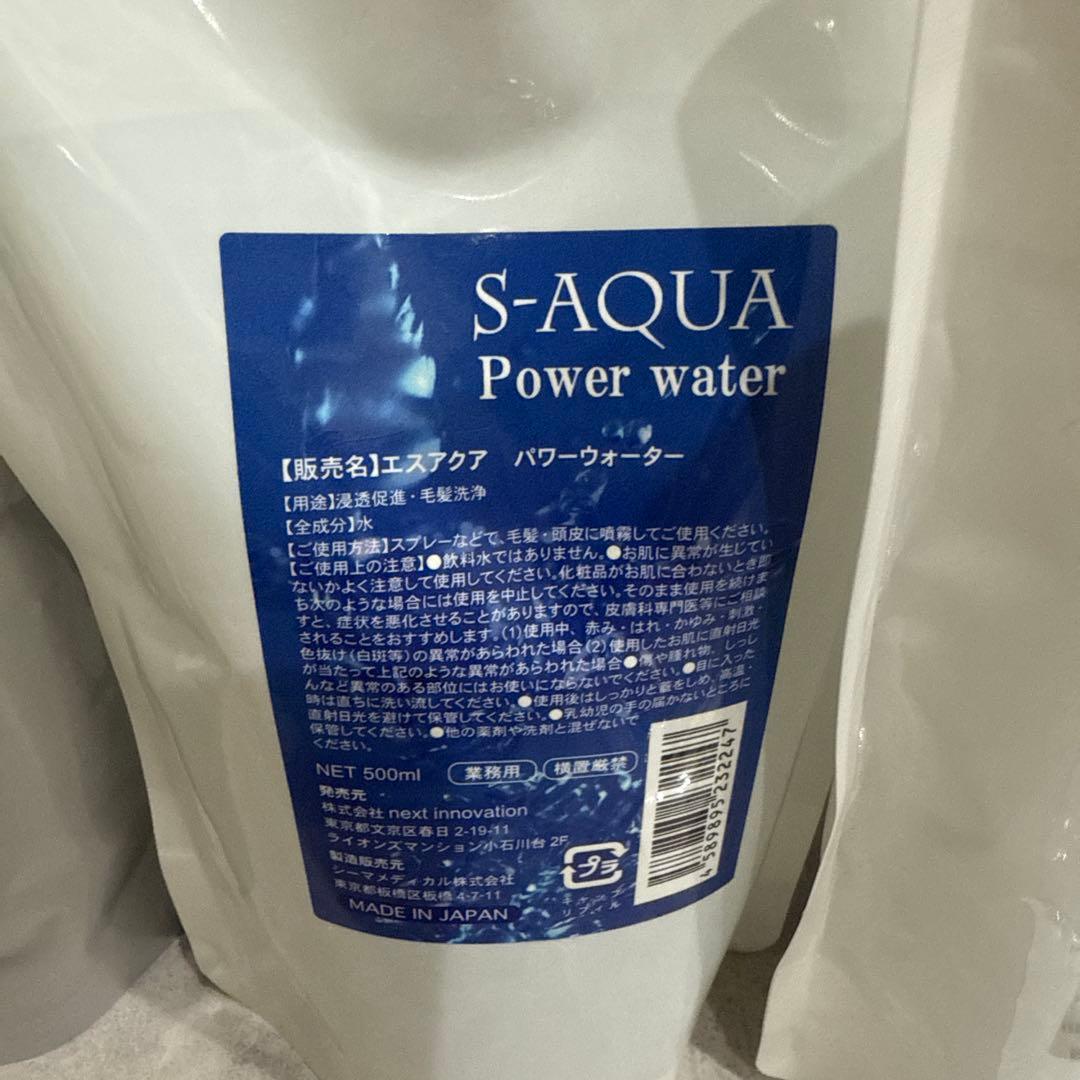 S-AQUA
Power water
【販売名】エスアクア パワーウォーター
【用途】浸透促進・毛髪洗浄
【全成分】水
【ご使用方法】スプレーなどで、毛髪・頭皮に噴霧してご使用ください。
【ご使用上の注意】●飲料水ではありません。●お肌に異常が生じてい
ないかよく注意して使用してください。化粧品がお肌に合わないとき即
ち次のような場合には使用を中止してください。そのまま使用を続けま
すと、症状を悪化させることがありますので、皮膚科専門医等にご相談
されることをおすすめします。(1)使用中、赤み・はれ・かゆみ・刺激・
色抜け(白斑等)の異常があらわれた場合(2)使用したお肌に直射日光
が当たって上記のような異常があらわれた場合●傷や腫れ物、しっし
んなど異常のある部位にはお使いにならないでください。●目に入った
時は直ちに洗い流してください。●使用後はしっかりと蓋をしめ、高温・
直射日光を避けて保管してください。●乳幼児の手の届かないところに
保管してください。●他の薬剤や洗剤と混ぜないで
ください。
NET 500ml 業務用 横置厳禁
発売元
株式会社 next innovation
東京都文京区春日 2-19-11
ライオンズマンション小石川台 2F
製造販売元
シーマメディカル株式会社
東京都板橋区板橋 4-7-11
MADE IN JAPAN
プラ
キャップ
リフィル
4589895232247